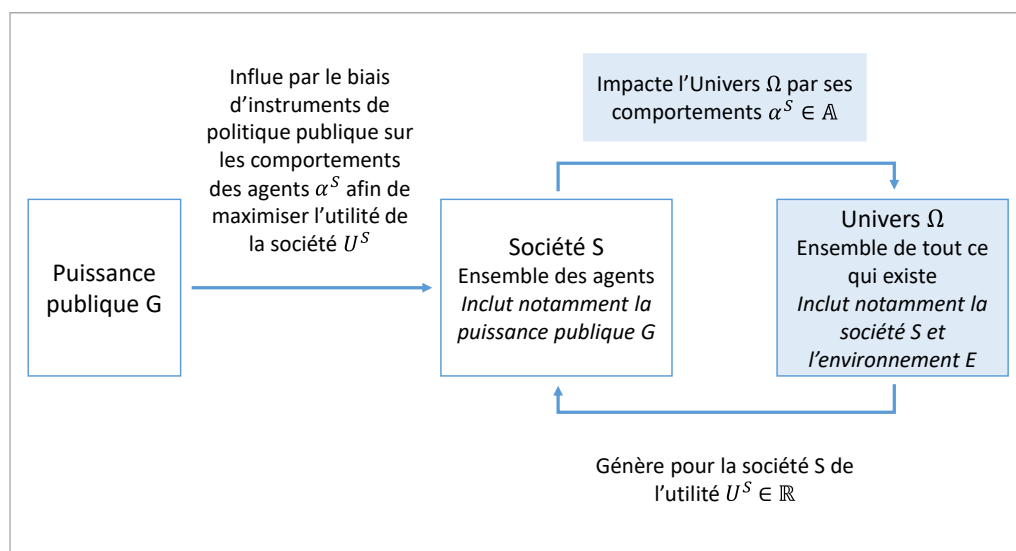 Influe par le biais
d'instruments de
politique publique sur
les comportements
des agents α^S afin de
maximiser l'utilité de
la société U^S
Impacte l'Univers Ω par ses
comportements α^S ∈ 𝔸
Puissance
publique G
Société S
Ensemble des agents
Inclut notamment la
puissance publique G
Univers Ω
Ensemble de tout ce
qui existe
Inclut notamment la
société S et
l'environnement E
Génère pour la société S de
l'utilité U^S ∈ ℝ